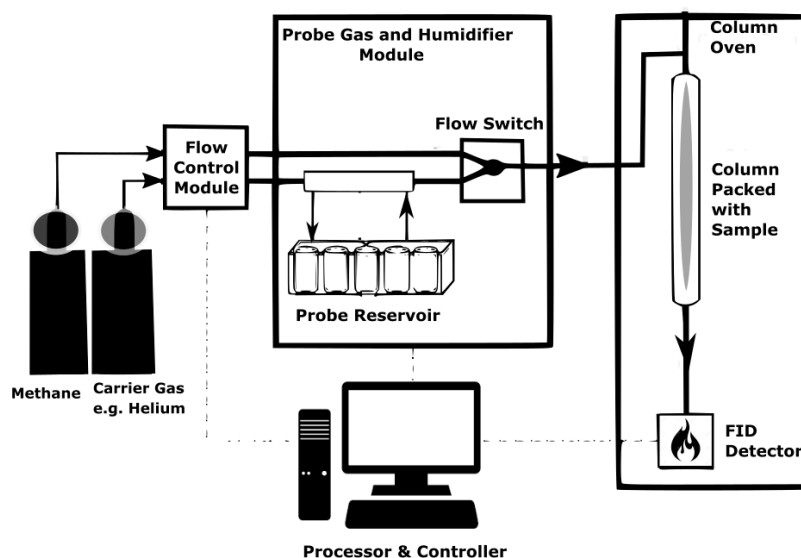 Probe Gas and Humidifier
Module
Column
Oven
Flow
Control
Module
Flow Switch
Column
Packed
with
Sample
Probe Reservoir
Methane
Carrier Gas
e.g. Helium
FID
Detector
Processor & Controller